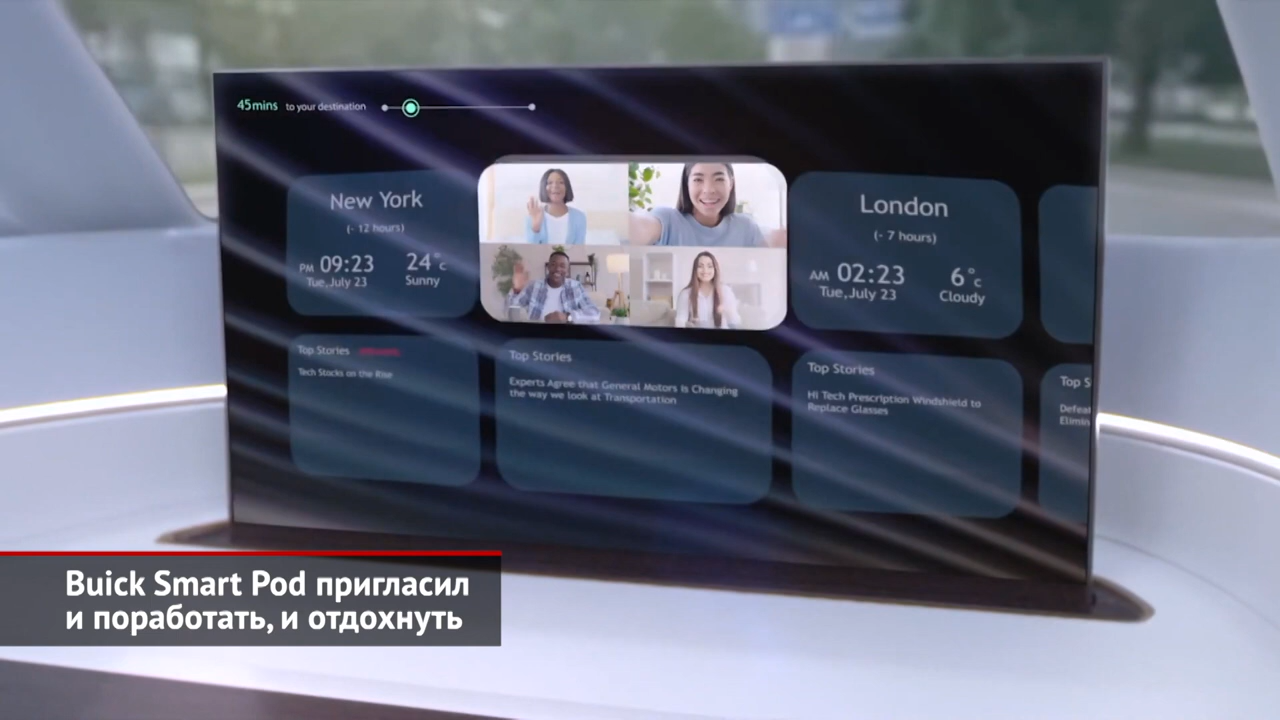 45mins to your destination
New York
(- 12 hours)
PM 09:23
Tue, July 23
24°c
Sunny
London
(- 7 hours)
AM 02:23
Tue, July 23
6°c
Cloudy
Top Stories
Tech Stocks on the Rise
Top Stories
Experts Agree that General Motors is Changing
the way we look at Transportation
Top Stories
Hi Tech Prescription Windshield to
Replace Glasses
Top S
Defeat
Elimin
Buick Smart Pod пригласил
и поработать, и отдохнуть